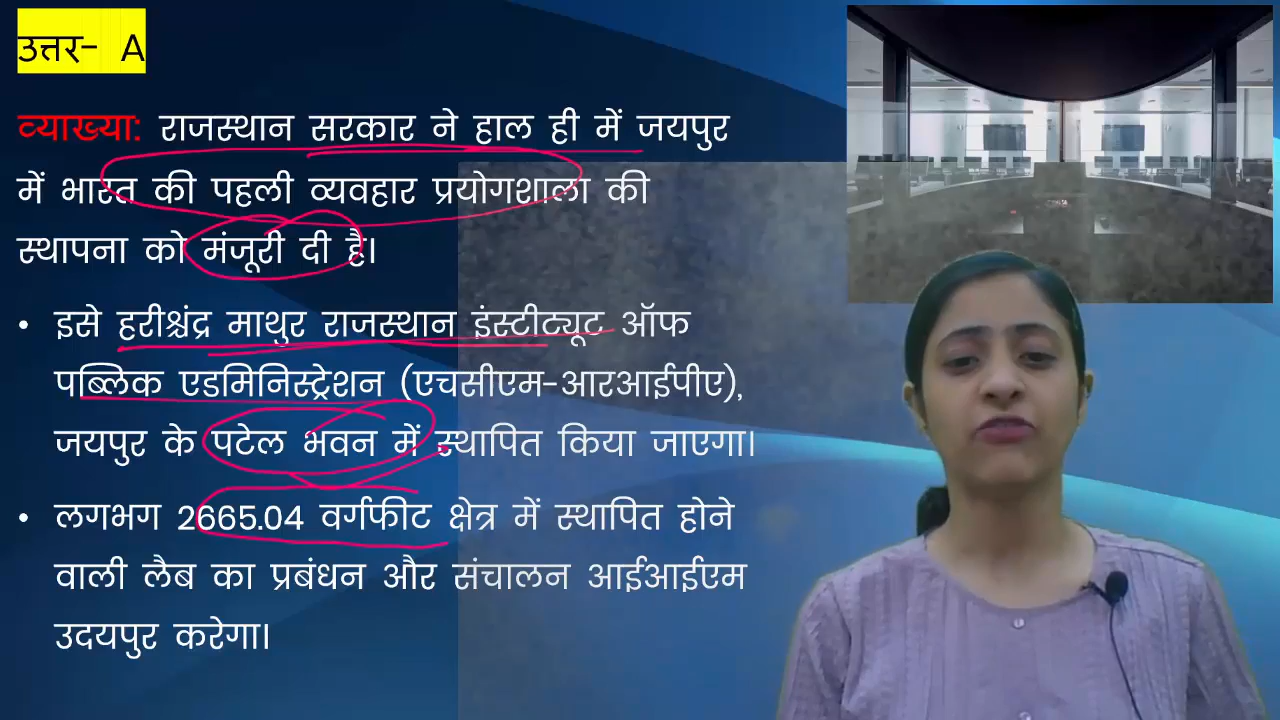 उत्तर- A
व्याख्या: राजस्थान सरकार ने हाल ही में जयपुर
में भारत की पहली व्यवहार प्रयोगशाला की
स्थापना को मंजूरी दी है।
• इसे हरीश्चंद्र माथुर राजस्थान इंस्टीट्यूट ऑफ
पब्लिक एडमिनिस्ट्रेशन (एचसीएम-आरआईपीए),
जयपुर के पटेल भवन में स्थापित किया जाएगा।
• लगभग 2665.04 वर्गफीट क्षेत्र में स्थापित होने
वाली लैब का प्रबंधन और संचालन आईआईएम
उदयपुर करेगा।